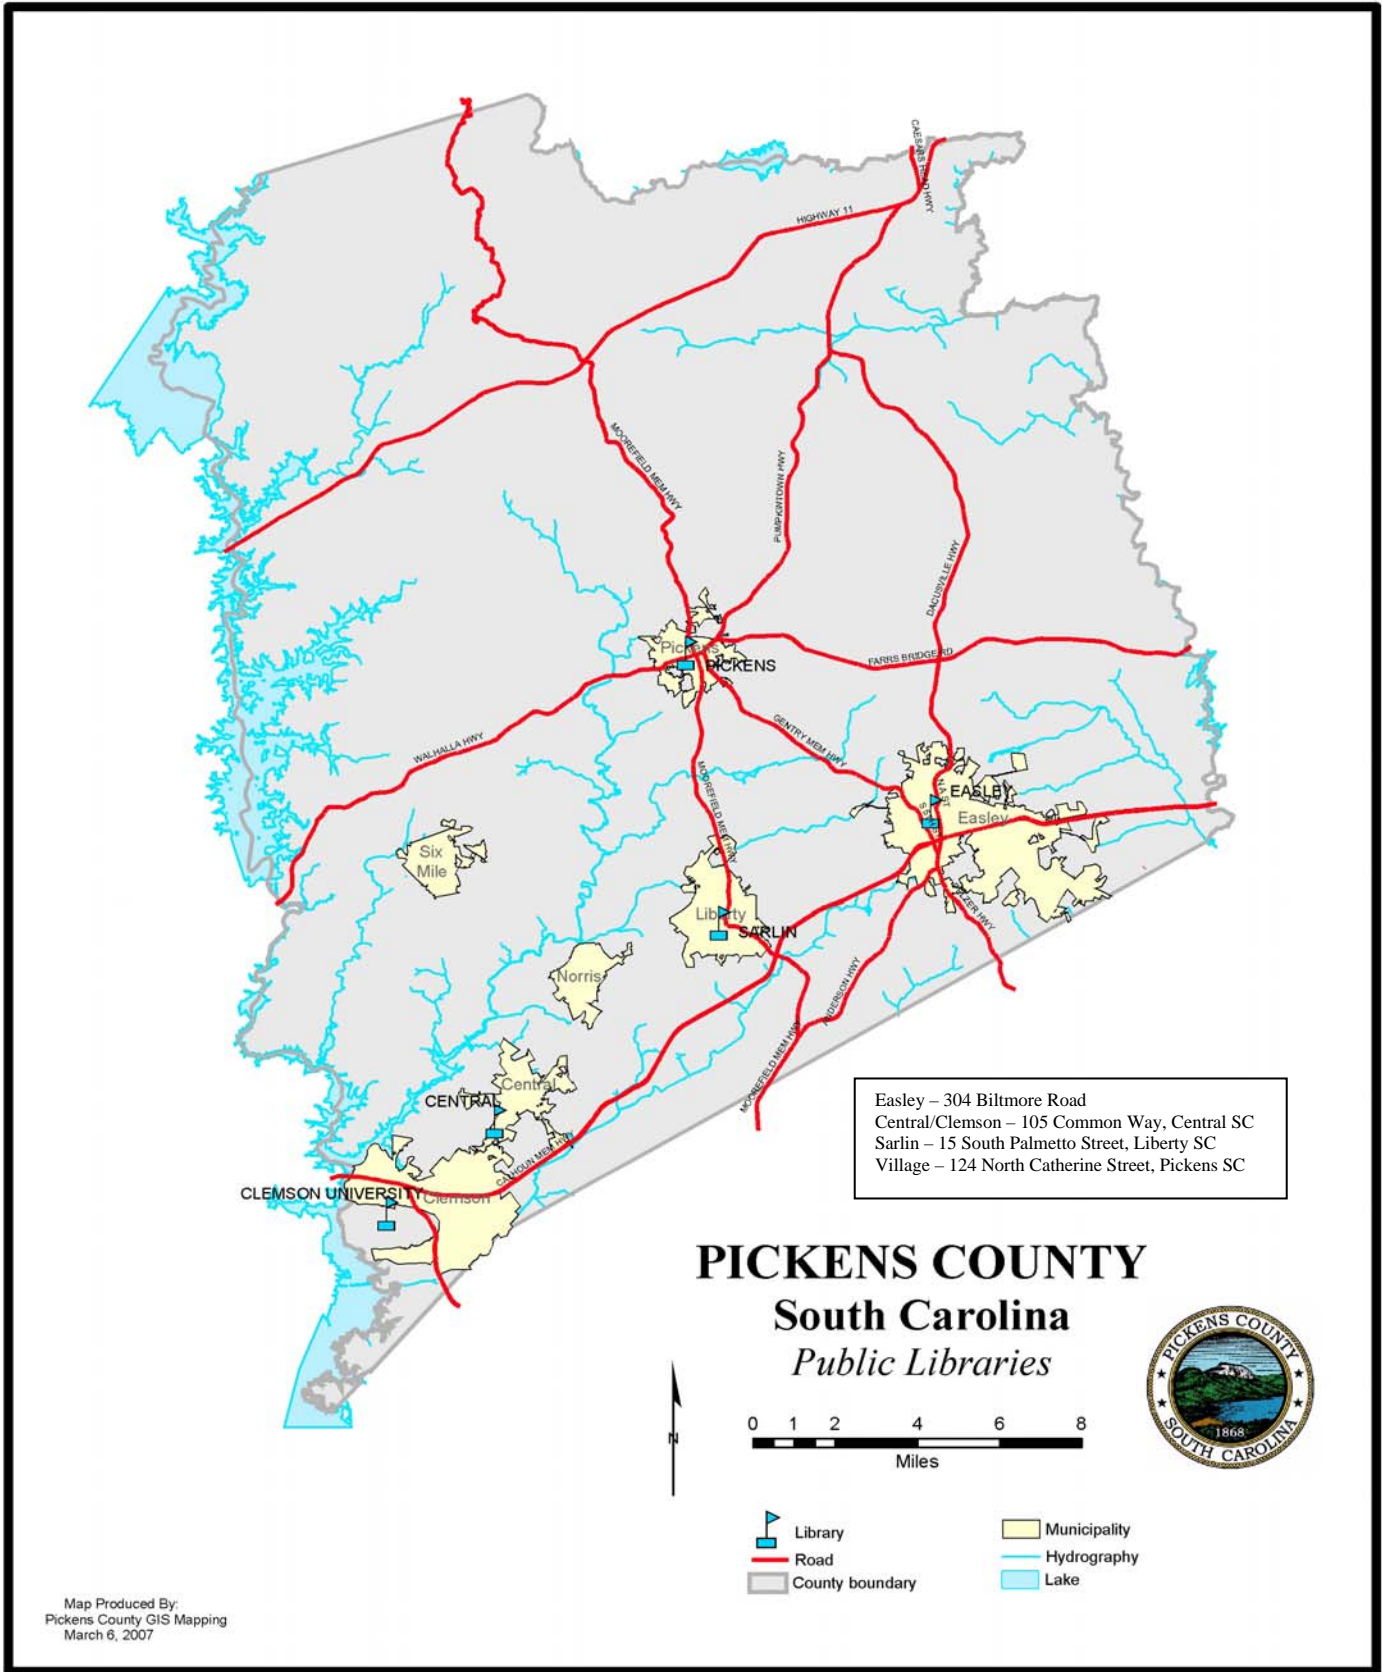 CAESARS HEAD HWY
HIGHWAY 11
MOOREFIELD MEM HWY
PUMPKINTOWN HWY
DACUSVILLE HWY
Pickens
PICKENS
FARRS BRIDGE RD
WALHALLA HWY
GENTRY MEM HWY
MOOREFIELD MEM HWY
EASLEY
Easley
Six
Mile
Liberty
SARLIN
Norris
ANDERSON HWY
MOOREFIELD MEM HWY
Central
CENTRAL
CALHOUN MEM HWY
CLEMSON UNIVERSITY
Clemson
Easley – 304 Biltmore Road
Central/Clemson – 105 Common Way, Central SC
Sarlin – 15 South Palmetto Street, Liberty SC
Village – 124 North Catherine Street, Pickens SC
PICKENS COUNTY
South Carolina
Public Libraries
N
0 1 2 4 6 8
Miles
PICKENS COUNTY
1868
SOUTH CAROLINA
Library
Road
County boundary
Municipality
Hydrography
Lake
Map Produced By:
Pickens County GIS Mapping
March 6, 2007